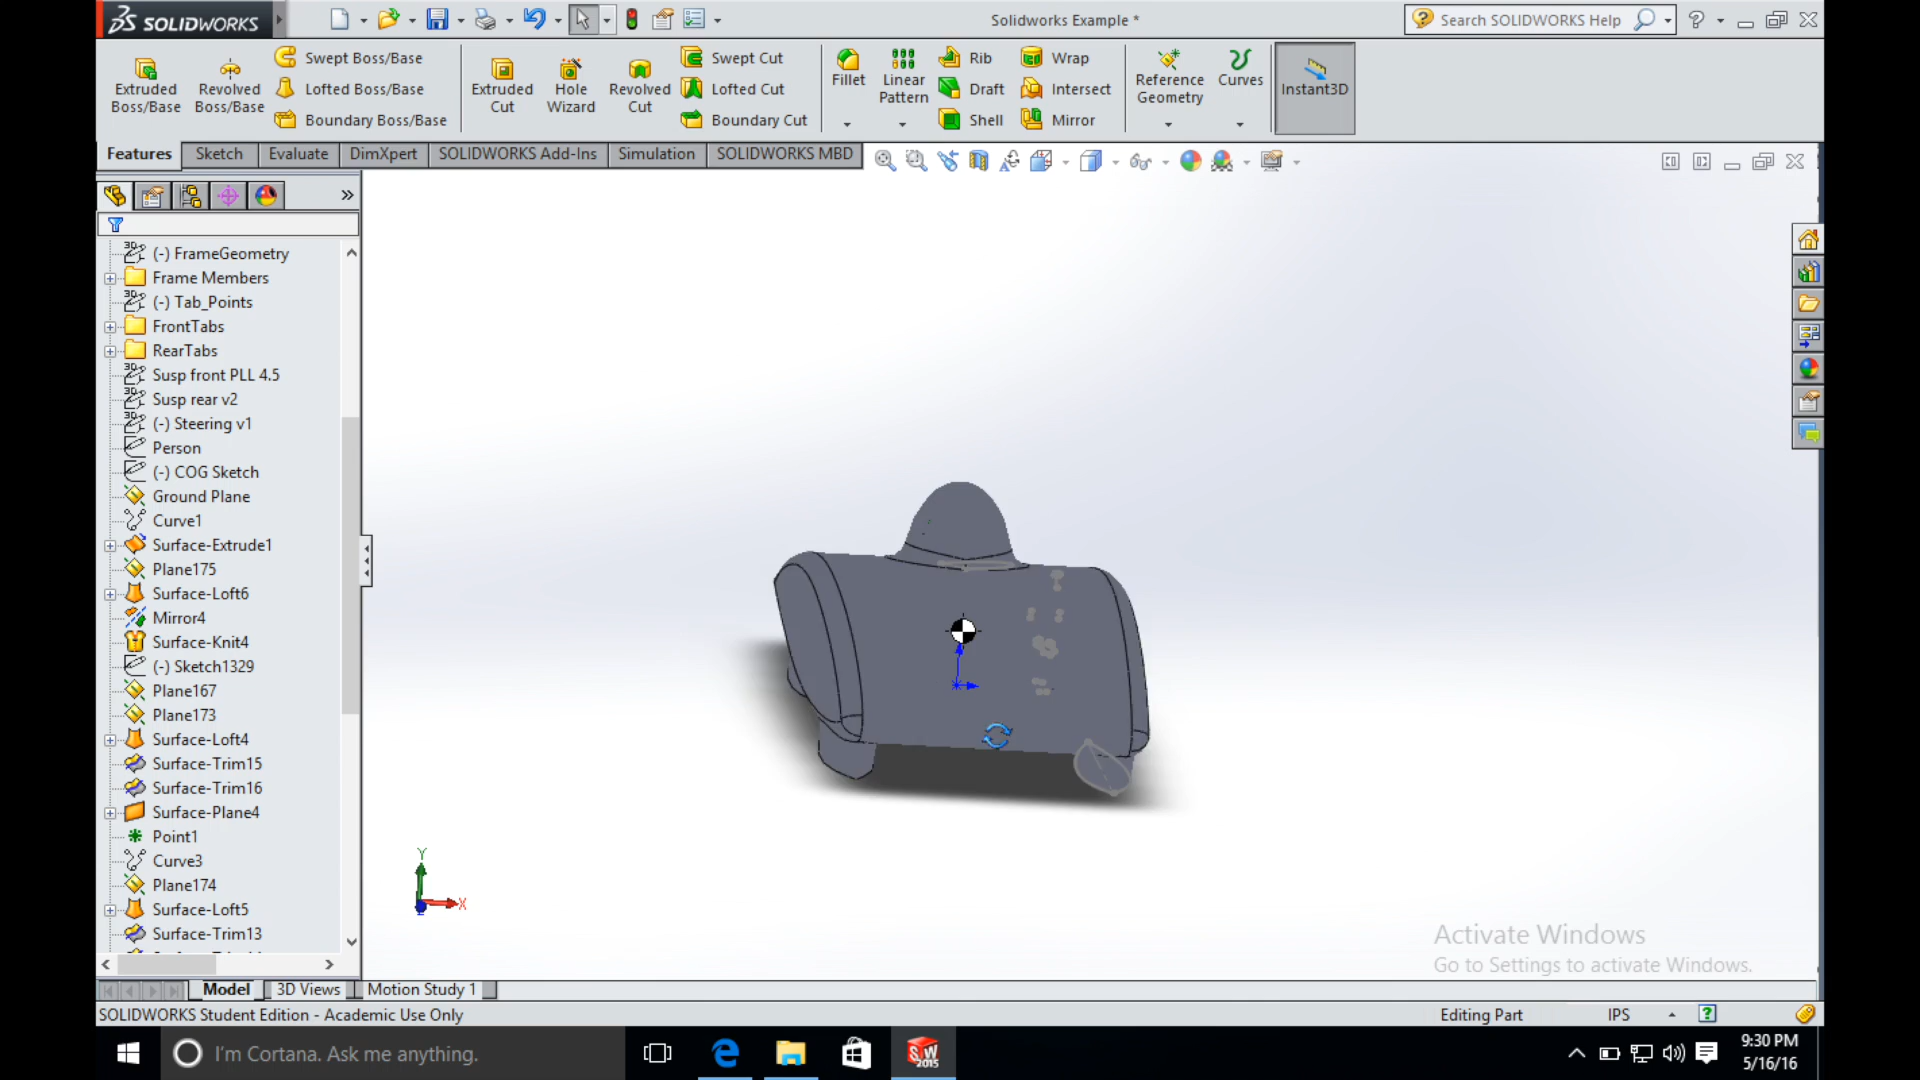 SOLIDWORKS
Solidworks Example *
Search SOLIDWORKS Help
Extruded Boss/Base
Revolved Boss/Base
Swept Boss/Base
Lofted Boss/Base
Boundary Boss/Base
Extruded Cut
Hole Wizard
Revolved Cut
Swept Cut
Lofted Cut
Boundary Cut
Fillet
Linear Pattern
Rib
Draft
Shell
Wrap
Intersect
Mirror
Reference Geometry
Curves
Instant3D
Features
Sketch
Evaluate
DimXpert
SOLIDWORKS Add-Ins
Simulation
SOLIDWORKS MBD
(-) FrameGeometry
Frame Members
(-) Tab_Points
FrontTabs
RearTabs
Susp front PLL 4.5
Susp rear v2
(-) Steering v1
Person
(-) COG Sketch
Ground Plane
Curve1
Surface-Extrude1
Plane175
Surface-Loft6
Mirror4
Surface-Knit4
(-) Sketch1329
Plane167
Plane173
Surface-Loft4
Surface-Trim15
Surface-Trim16
Surface-Plane4
Point1
Curve3
Plane174
Surface-Loft5
Surface-Trim13
Y
X
Activate Windows
Go to Settings to activate Windows.
Model
3D Views
Motion Study 1
SOLIDWORKS Student Edition - Academic Use Only
Editing Part
IPS
I'm Cortana. Ask me anything.
SW
2015
9:30 PM
5/16/16